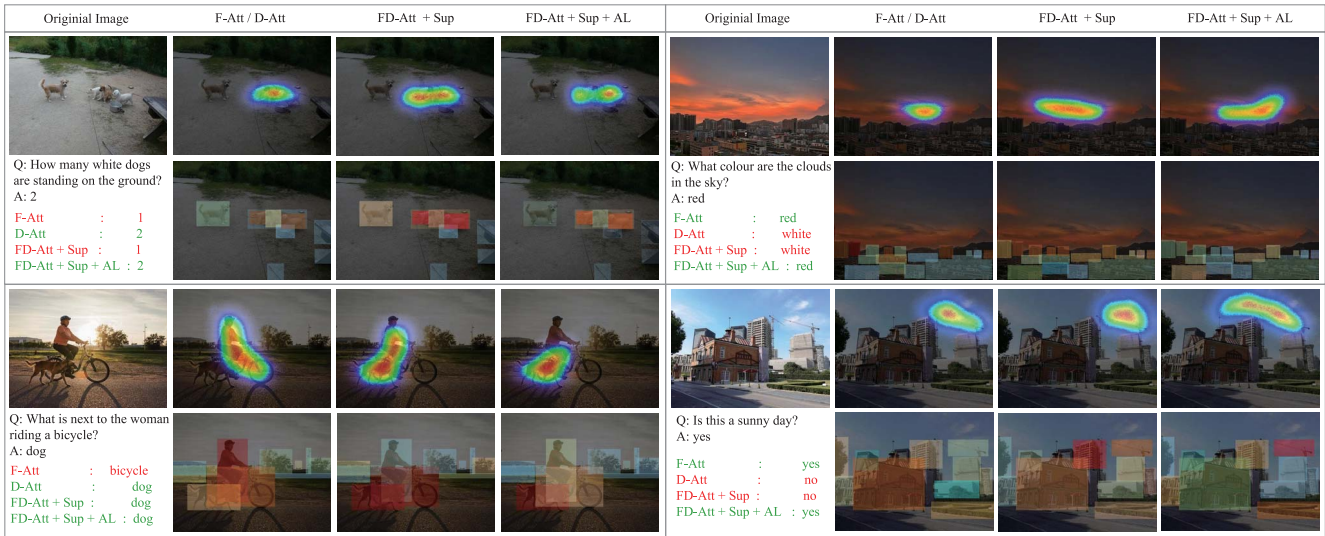 Originial Image
F-Att / D-Att
FD-Att + Sup
FD-Att + Sup + AL
Originial Image
F-Att / D-Att
FD-Att + Sup
FD-Att + Sup + AL
Q: How many white dogs
are standing on the ground?
A: 2
F-Att : 1
D-Att : 2
FD-Att + Sup : 1
FD-Att + Sup + AL : 2
Q: What colour are the clouds
in the sky?
A: red
F-Att : red
D-Att : white
FD-Att + Sup : white
FD-Att + Sup + AL : red
Q: What is next to the woman
riding a bicycle?
A: dog
F-Att : bicycle
D-Att : dog
FD-Att + Sup : dog
FD-Att + Sup + AL : dog
Q: Is this a sunny day?
A: yes
F-Att : yes
D-Att : no
FD-Att + Sup : no
FD-Att + Sup + AL : yes